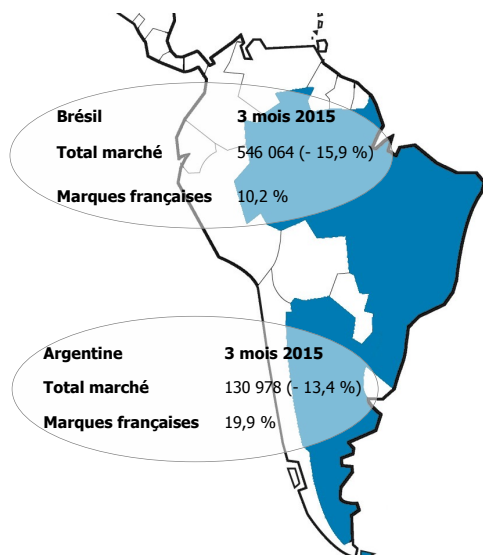 Brésil 3 mois 2015
Total marché 546 064 (- 15,9 %)
Marques françaises 10,2 %
Argentine 3 mois 2015
Total marché 130 978 (- 13,4 %)
Marques françaises 19,9 %